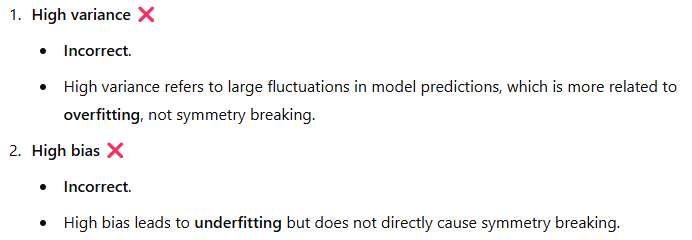 1. High variance ❌
• Incorrect.
• High variance refers to large fluctuations in model predictions, which is more related to
overfitting, not symmetry breaking.
2. High bias ❌
• Incorrect.
• High bias leads to underfitting but does not directly cause symmetry breaking.